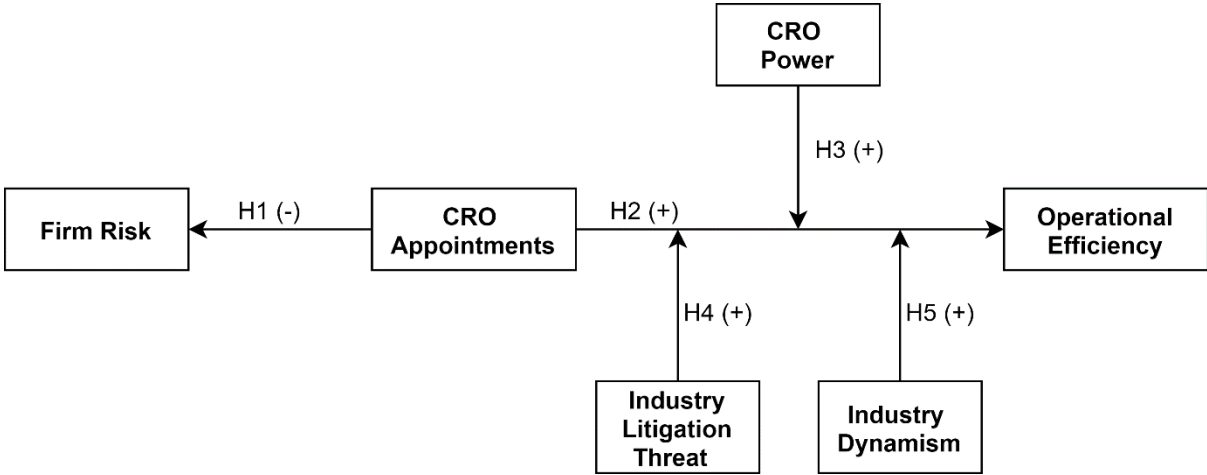 CRO
Power
H3 (+)
Firm Risk
H1 (-)
CRO
Appointments
H2 (+)
Operational
Efficiency
H4 (+)
H5 (+)
Industry
Litigation
Threat
Industry
Dynamism